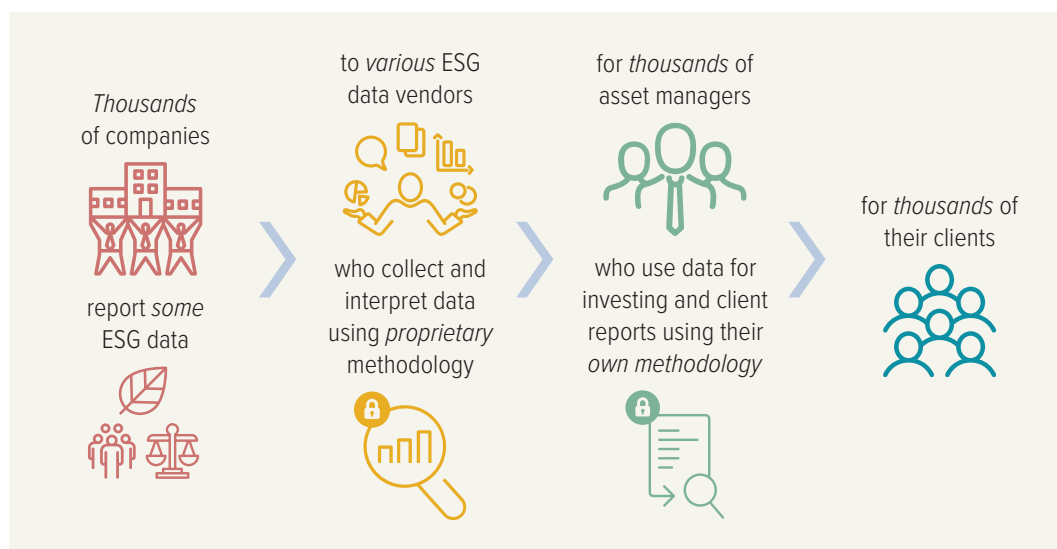 Thousands
of companies
report some
ESG data
to various ESG
data vendors
who collect and
interpret data
using proprietary
methodology
for thousands of
asset managers
who use data for
investing and client
reports using their
own methodology
for thousands of
their clients